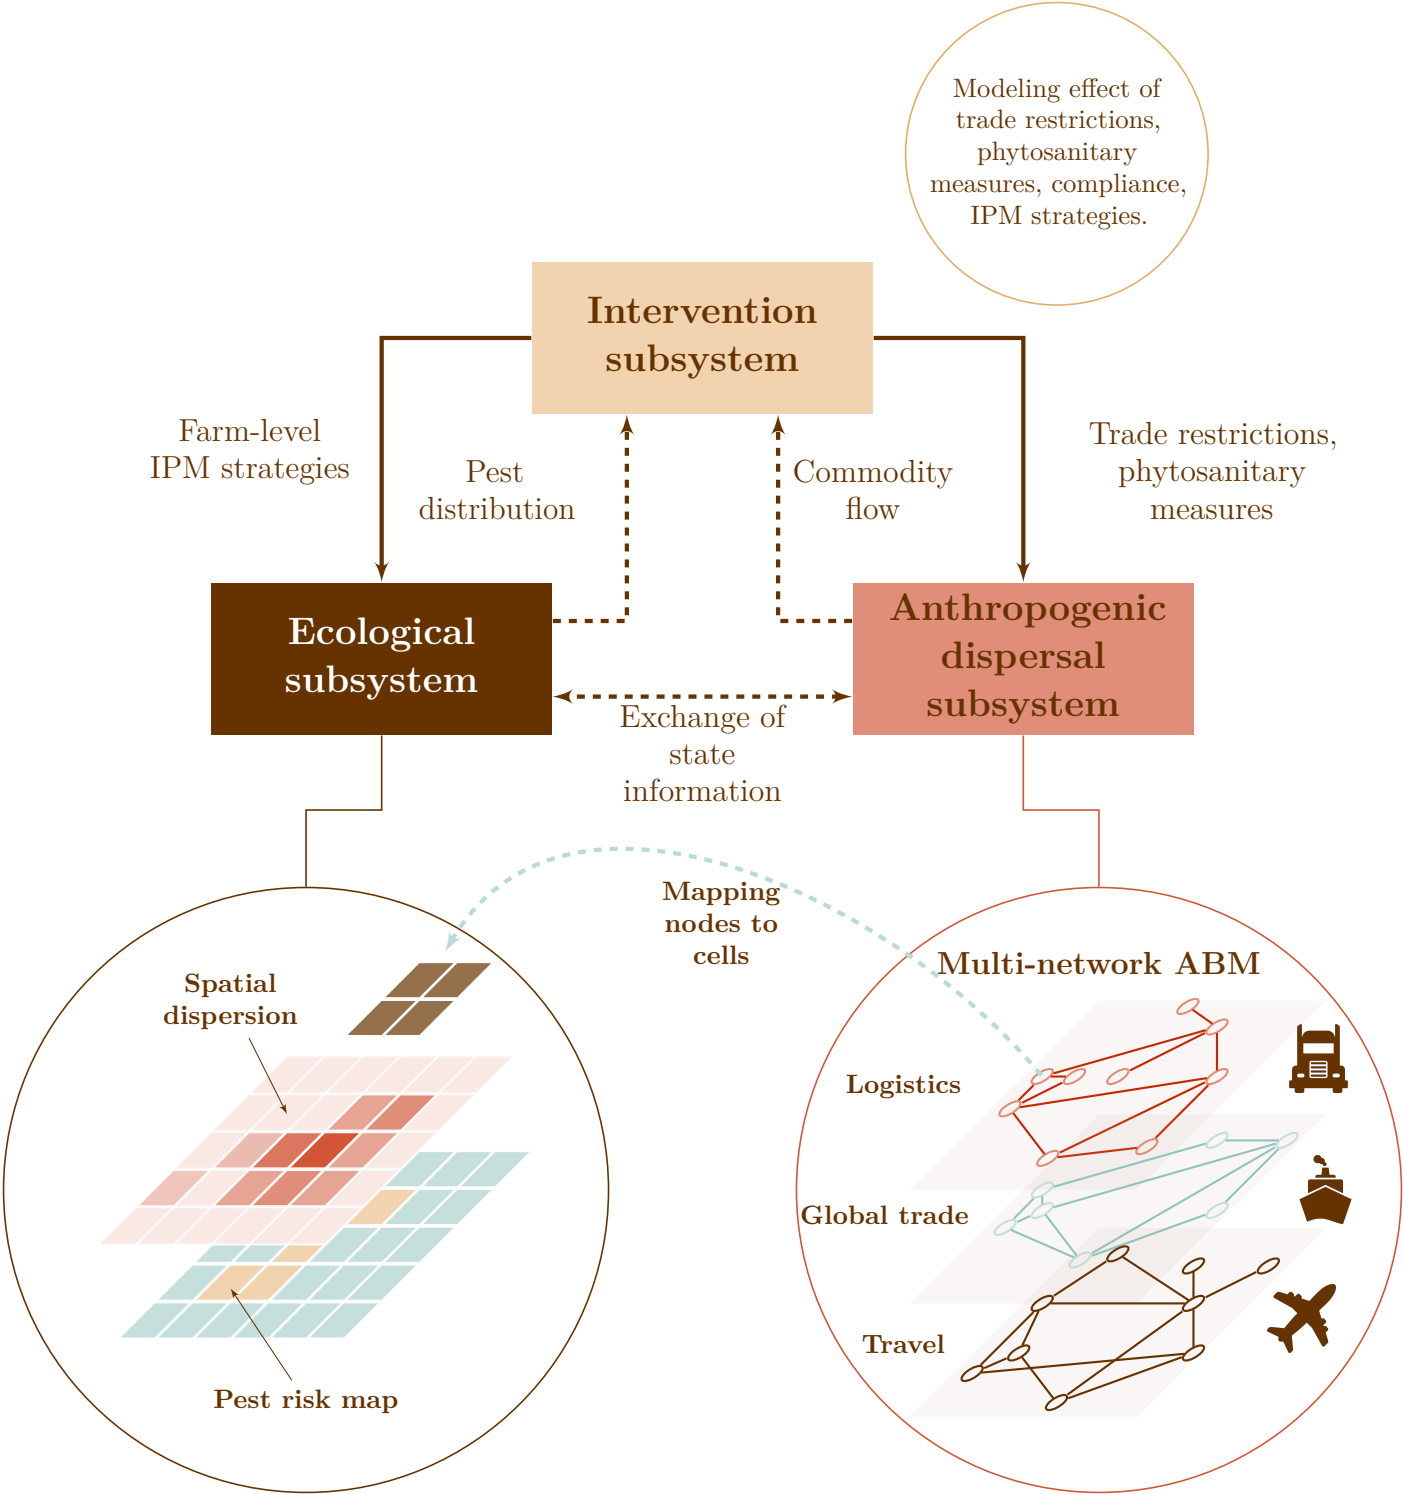 Modeling effect of
trade restrictions,
phytosanitary
measures, compliance,
IPM strategies.
Intervention
subsystem
Farm-level
IPM strategies
Pest
distribution
Commodity
flow
Trade restrictions,
phytosanitary
measures
Ecological
subsystem
Anthropogenic
dispersal
subsystem
Exchange of
state
information
Mapping
nodes to
cells
Spatial
dispersion
Pest risk map
Multi-network ABM
Logistics
Global trade
Travel